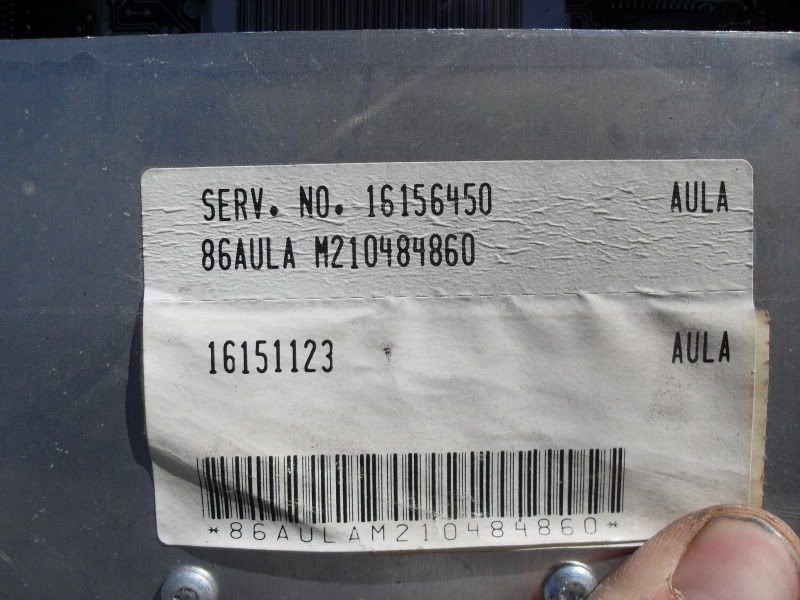 SERV. NO. 16156450 AULA
86AULA M210484860
16151123 AULA
*86AULAM210484860*